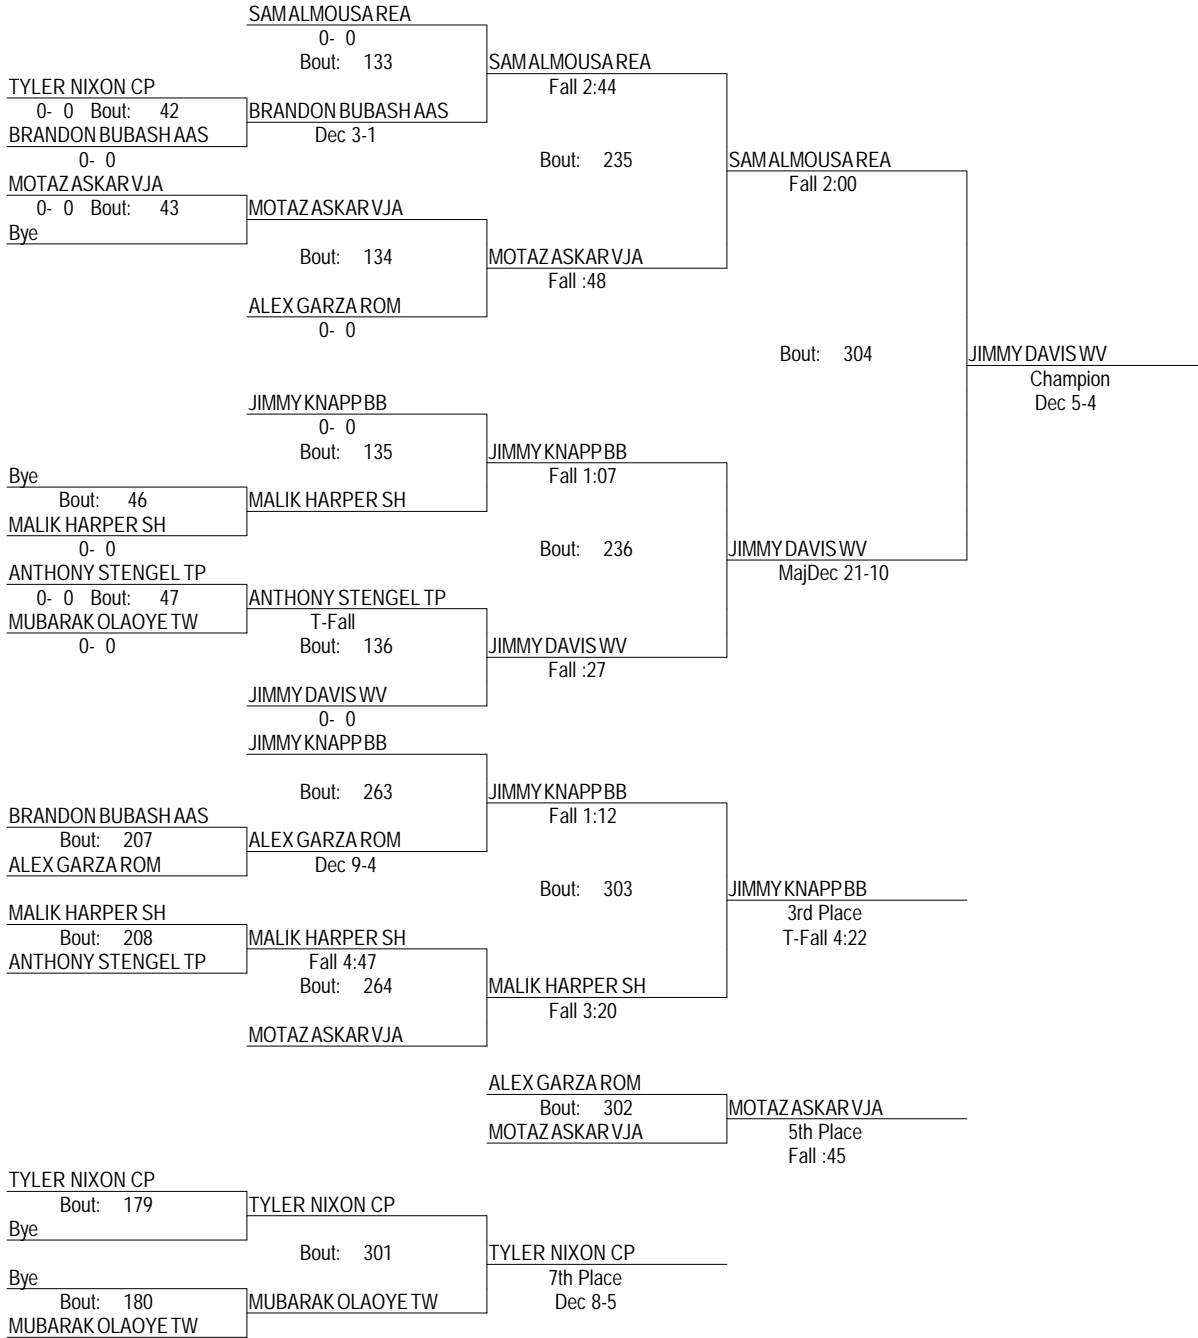 SAM ALMOUSA REA
0- 0
Bout: 133
SAM ALMOUSA REA
Fall 2:44
TYLER NIXON CP
0- 0 Bout: 42
BRANDON BUBASH AAS
BRANDON BUBASH AAS
Dec 3-1
0- 0
Bout: 235
SAM ALMOUSA REA
Fall 2:00
MOTAZ ASKAR VJA
0- 0 Bout: 43
MOTAZ ASKAR VJA
Bye
Bout: 134
MOTAZ ASKAR VJA
Fall :48
ALEX GARZA ROM
0- 0
Bout: 304
JIMMY DAVIS WV
Champion
Dec 5-4
JIMMY KNAPP BB
0- 0
Bout: 135
JIMMY KNAPP BB
Fall 1:07
Bye
Bout: 46
MALIK HARPER SH
MALIK HARPER SH
0- 0
Bout: 236
JIMMY DAVIS WV
MajDec 21-10
ANTHONY STENGEL TP
0- 0 Bout: 47
ANTHONY STENGEL TP
MUBARAK OLAOYE TW
T-Fall
0- 0
Bout: 136
JIMMY DAVIS WV
Fall :27
JIMMY DAVIS WV
0- 0
JIMMY KNAPP BB
Bout: 263
JIMMY KNAPP BB
Fall 1:12
BRANDON BUBASH AAS
Bout: 207
ALEX GARZA ROM
ALEX GARZA ROM
Dec 9-4
Bout: 303
JIMMY KNAPP BB
3rd Place
T-Fall 4:22
MALIK HARPER SH
Bout: 208
MALIK HARPER SH
ANTHONY STENGEL TP
Fall 4:47
Bout: 264
MALIK HARPER SH
Fall 3:20
MOTAZ ASKAR VJA
ALEX GARZA ROM
Bout: 302
MOTAZ ASKAR VJA
MOTAZ ASKAR VJA
5th Place
Fall :45
TYLER NIXON CP
Bout: 179
TYLER NIXON CP
Bye
Bout: 301
TYLER NIXON CP
7th Place
Dec 8-5
Bye
Bout: 180
MUBARAK OLAOYE TW
MUBARAK OLAOYE TW